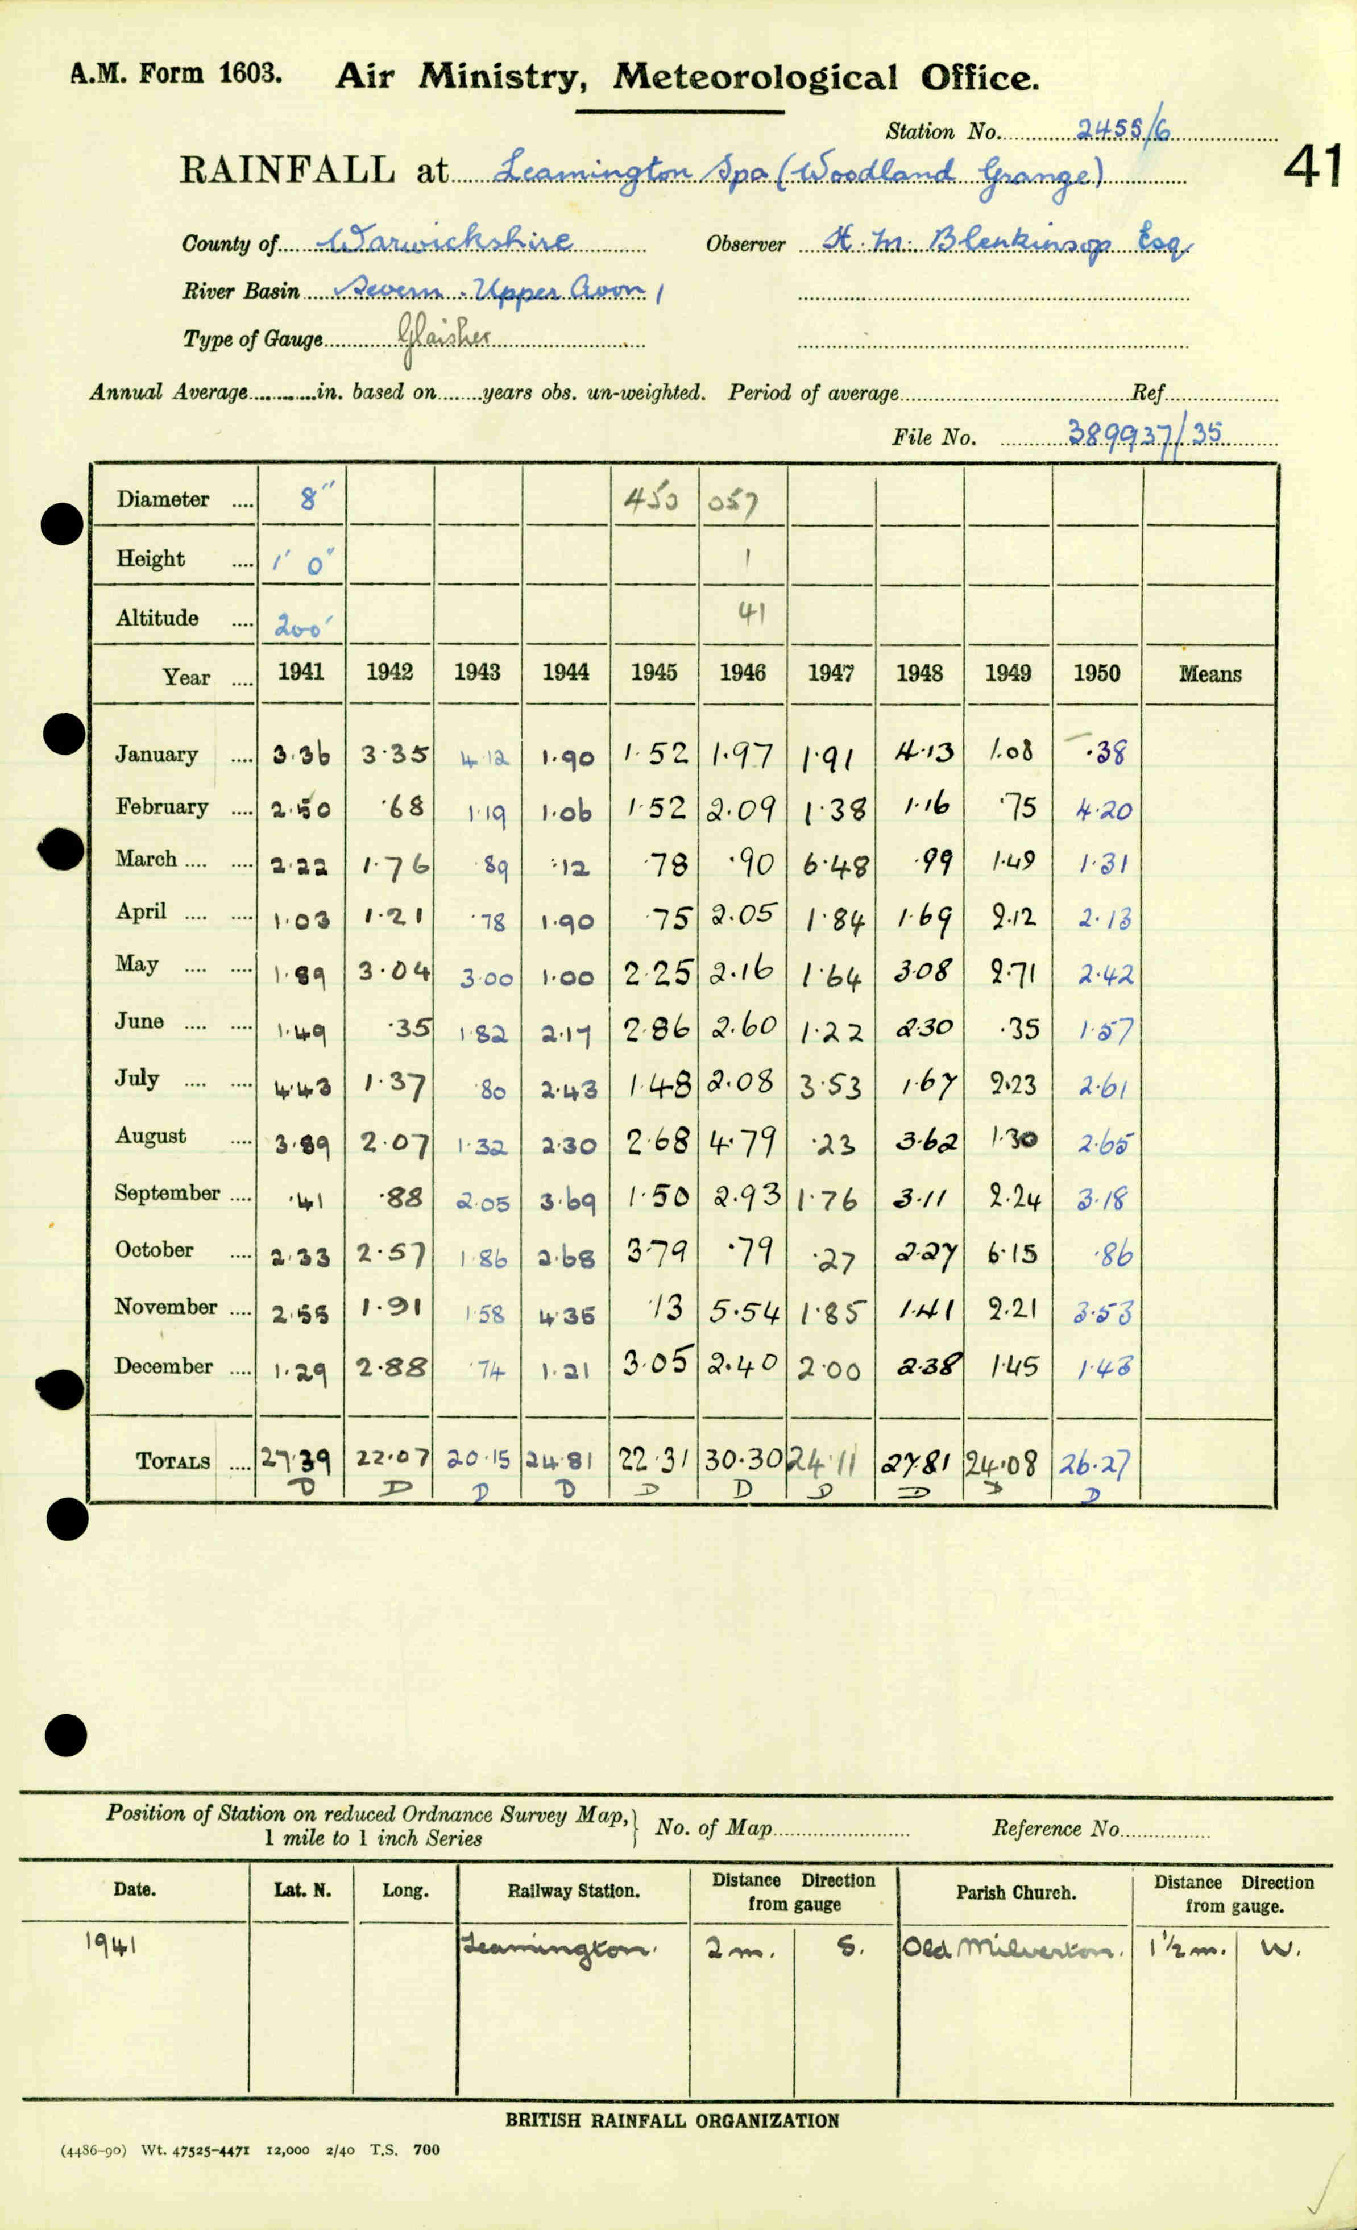 A.M. Form 1603. Air Ministry, Meteorological Office.
Station No. 2455/6
41
RAINFALL at Leamington Spa (Woodland Grange)
County of Warwickshire Observer H. M. Blenkinsop Esq
River Basin Severn. Upper Avon 1
Type of Gauge Glaisher
Annual Average in. based on years obs. un-weighted. Period of average Ref.
File No. 389937/35
Diameter 8" 450 057
Height 1' 0" 1
Altitude 200' 41
Year 1941 1942 1943 1944 1945 1946 1947 1948 1949 1950 Means
January 3.36 3.35 4.12 1.90 1.52 1.97 1.91 4.13 1.08 .38
February 2.50 .68 1.19 1.06 1.52 2.09 1.38 1.16 .75 4.20
March 2.22 1.76 .89 .12 .78 .90 6.48 .99 1.49 1.31
April 1.03 1.21 .78 1.90 .75 2.05 1.84 1.69 2.12 2.13
May 1.89 3.04 3.00 1.00 2.25 2.16 1.64 3.08 2.71 2.42
June 1.49 .35 1.82 2.17 2.86 2.60 1.22 2.30 .35 1.57
July 4.43 1.37 .80 2.43 1.48 2.08 3.53 1.67 2.23 2.61
August 3.89 2.07 1.32 2.30 2.68 4.79 .23 3.62 1.30 2.65
September .41 .88 2.05 3.69 1.50 2.93 1.76 3.11 2.24 3.18
October 2.33 2.57 1.86 2.68 3.79 .79 .27 2.27 6.15 .86
November 2.55 1.91 1.58 4.35 .13 5.54 1.85 1.41 2.21 3.53
December 1.29 2.88 .74 1.21 3.05 2.40 2.00 2.38 1.45 1.43
TOTALS 27.39 22.07 20.15 24.81 22.31 30.30 24.11 27.81 24.08 26.27
D D D D D D D D D D
Position of Station on reduced Ordnance Survey Map, 1 mile to 1 inch Series No. of Map Reference No.
Date. Lat. N. Long. Railway Station. Distance Direction from gauge Parish Church. Distance Direction from gauge.
1941 Leamington. 2 m. S. Old Milverton. 1 1/2 m. W.
BRITISH RAINFALL ORGANIZATION
(4486-90) Wt. 47525-4471 12,000 2/40 T.S. 700